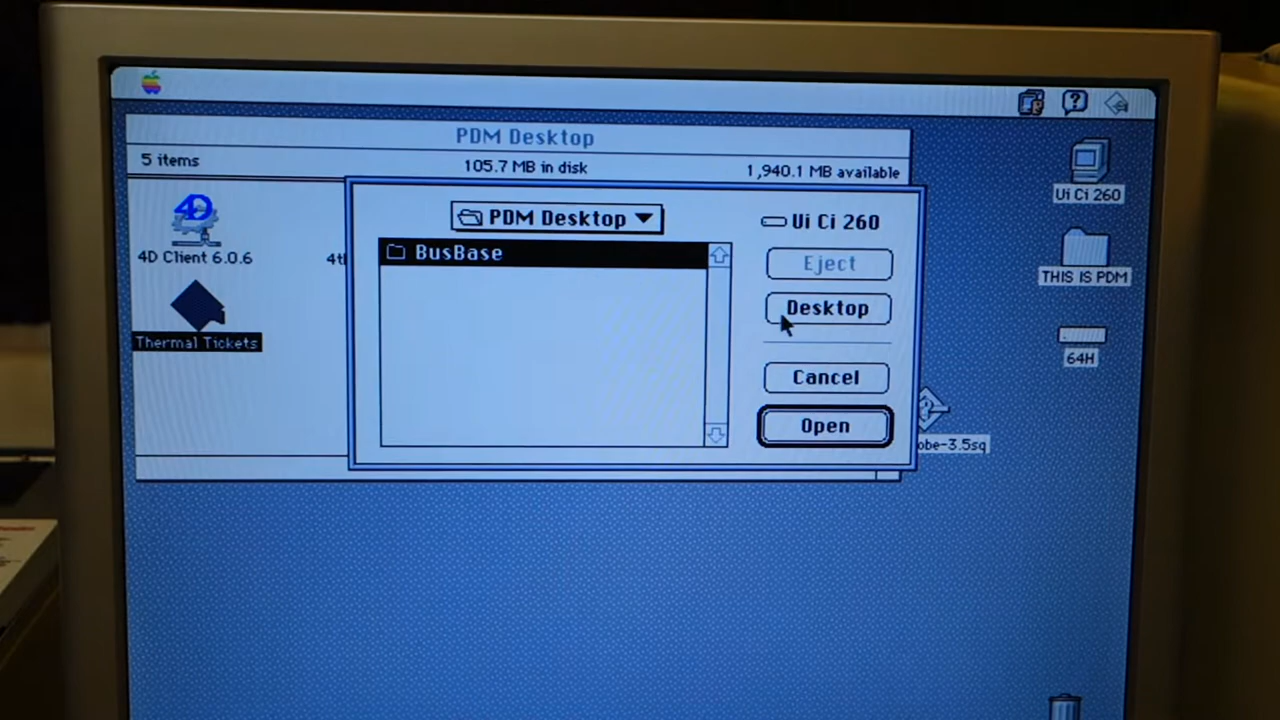 PDM Desktop
5 items
105.7 MB in disk
1,940.1 MB available
PDM Desktop
Ui Ci 260
BusBase
Eject
Desktop
Cancel
Open
4D
4D Client 6.0.6
4th
Thermal Tickets
Ui Ci 260
THIS IS PDM
64H
obe-3.5sq